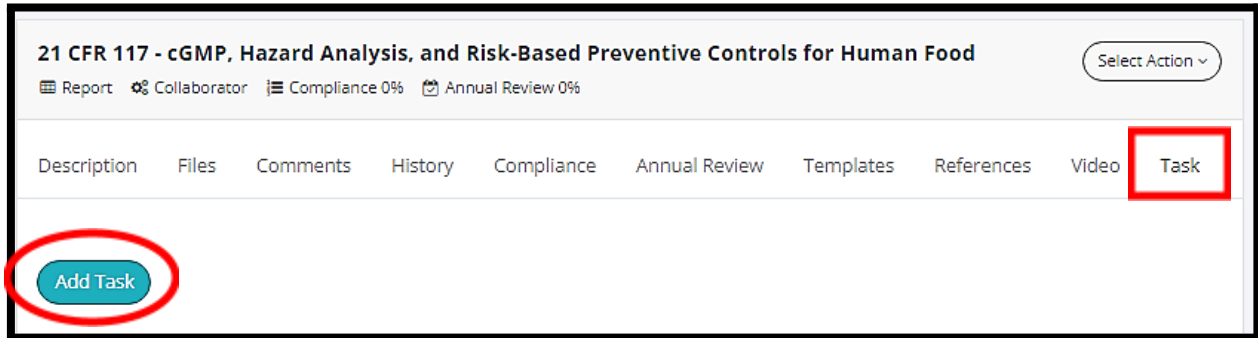 21 CFR 117 - cGMP, Hazard Analysis, and Risk-Based Preventive Controls for Human Food
Select Action
Report Collaborator Compliance 0% Annual Review 0%
Description Files Comments History Compliance Annual Review Templates References Video Task
Add Task